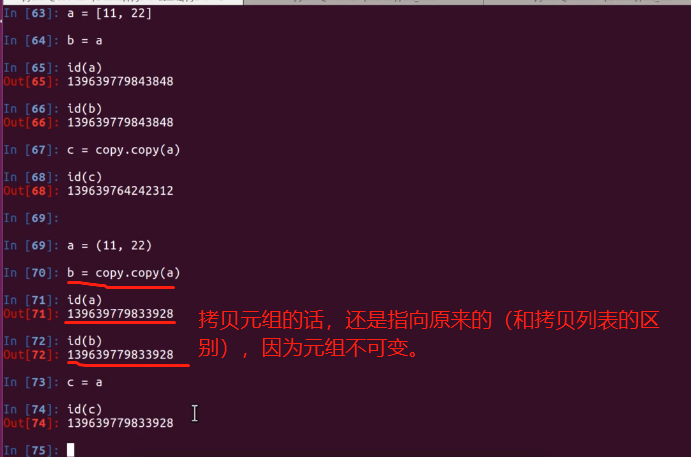 In [63]: a = [11, 22]
In [64]: b = a
In [65]: id(a)
Out[65]: 139639779843848
In [66]: id(b)
Out[66]: 139639779843848
In [67]: c = copy.copy(a)
In [68]: id(c)
Out[68]: 139639764242312
In [69]:
In [69]: a = (11, 22)
In [70]: b = copy.copy(a)
In [71]: id(a)
Out[71]: 139639779833928
In [72]: id(b)
Out[72]: 139639779833928
拷贝元组的话，还是指向原来的（和拷贝列表的区
别），因为元组不可变。
In [73]: c = a
In [74]: id(c)
Out[74]: 139639779833928
In [75]: